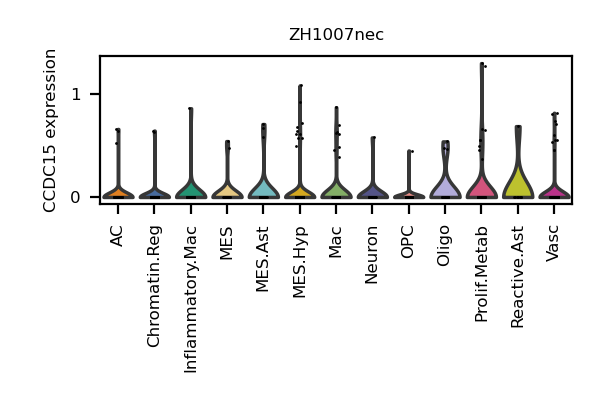 ZH1007nec
CCDC15 expression
1
0
AC
Chromatin.Reg
Inflammatory.Mac
MES
MES.Ast
MES.Hyp
Mac
Neuron
OPC
Oligo
Prolif.Metab
Reactive.Ast
Vasc